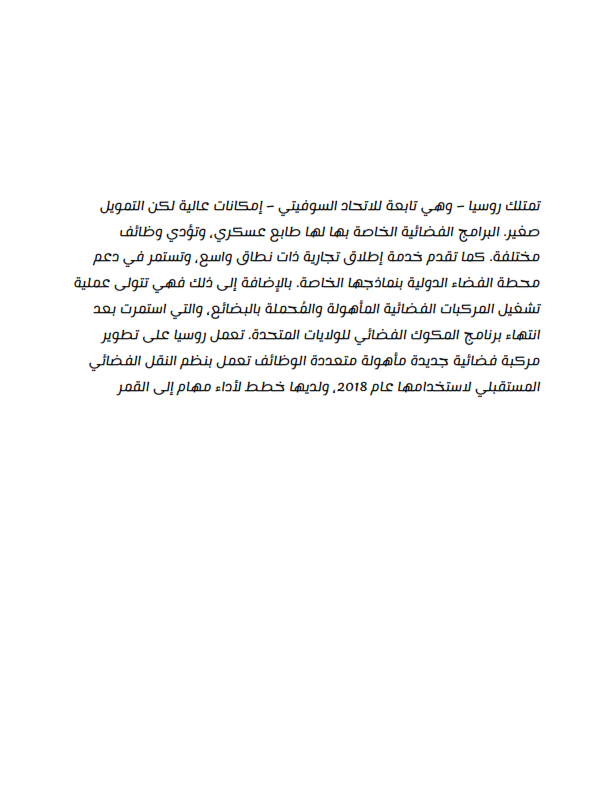 تمتلك روسيا – وهي تابعة للاتحاد السوفيتي – إمكانات عالية لكن التمويل
صغير. البرامج الفضائية الخاصة بها لها طابع عسكري، وتؤدي وظائف
مختلفة. كما تقدم خدمة إطلاق تجارية ذات نطاق واسع، وتستمر في دعم
محطة الفضاء الدولية بنماذجها الخاصة. بالإضافة إلى ذلك فهي تتولى عملية
تشغيل المركبات الفضائية المأهولة والمُحملة بالبضائع، والتي استمرت بعد
انتهاء برنامج المكوك الفضائي للولايات المتحدة. تعمل روسيا على تطوير
مركبة فضائية جديدة مأهولة متعددة الوظائف تعمل بنظم النقل الفضائي
المستقبلي لاستخدامها عام 2018، ولديها خطط لأداء مهام إلى القمر